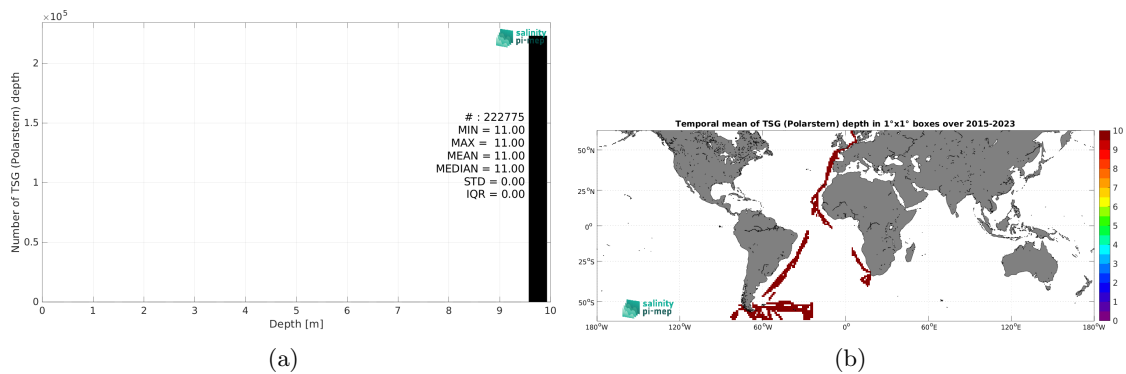 ×10⁵
2
1.5
1
0.5
0
Number of TSG (Polarstern) depth
salinity
pi-mep
# : 222775
MIN = 11.00
MAX = 11.00
MEAN = 11.00
MEDIAN = 11.00
STD = 0.00
IQR = 0.00
0 1 2 3 4 5 6 7 8 9 10
Depth [m]
(a)
Temporal mean of TSG (Polarstern) depth in 1°x1° boxes over 2015-2023
50°N
25°N
0°
25°S
50°S
salinity
pi-mep
180°W 120°W 60°W 0° 60°E 120°E 180°W
10
9
8
7
6
5
4
3
2
1
0
(b)